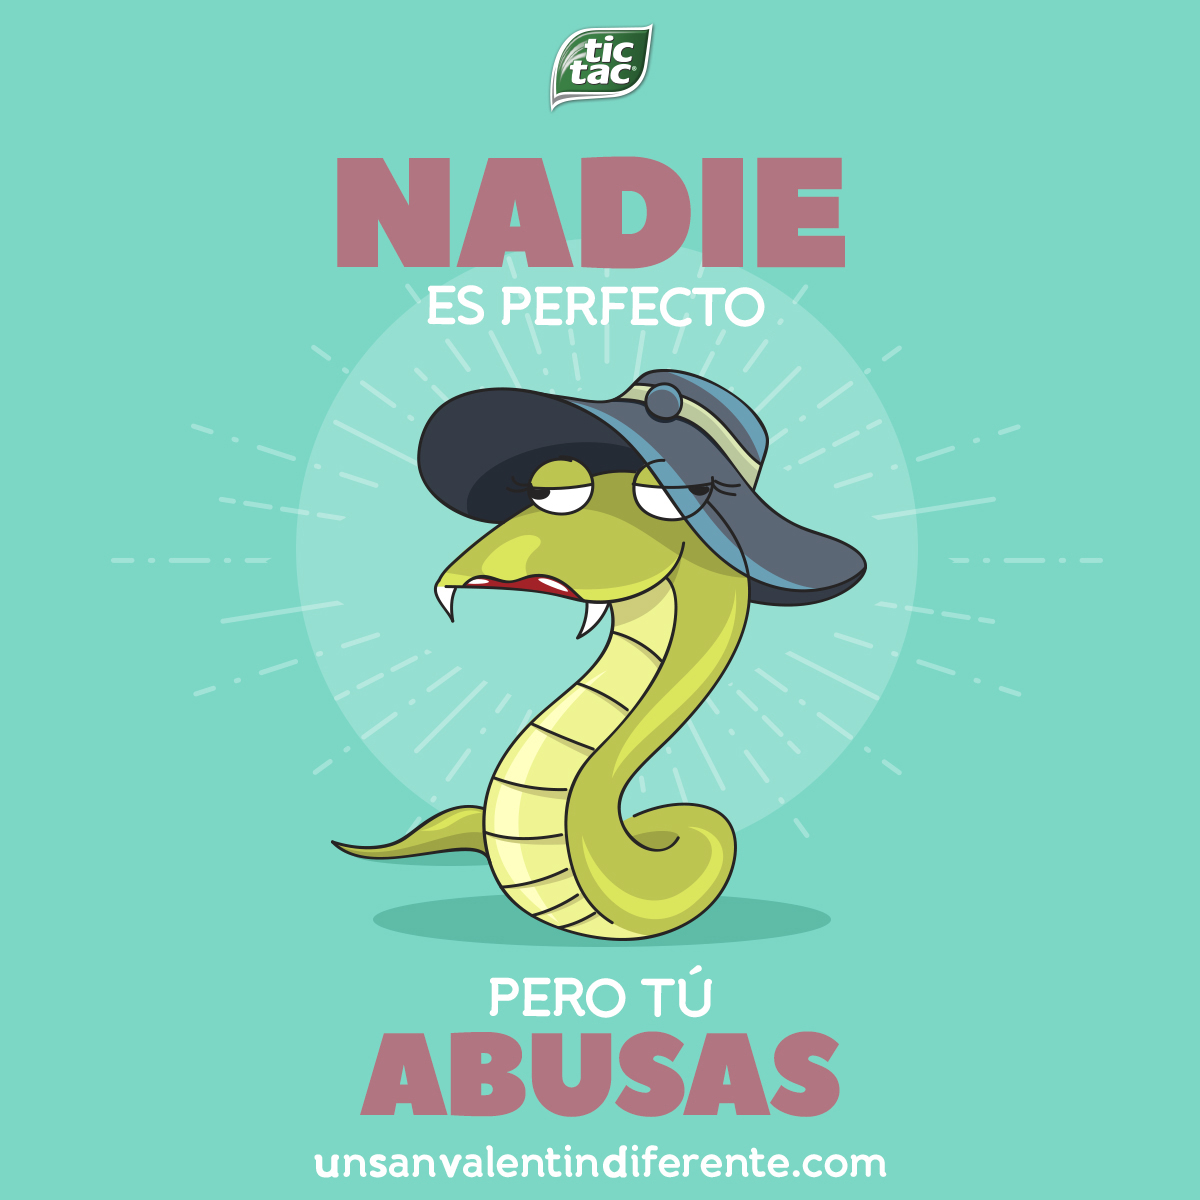 tic
tac
NADIE
ES PERFECTO
PERO TÚ
ABUSAS
unsanvalentindiferente.com